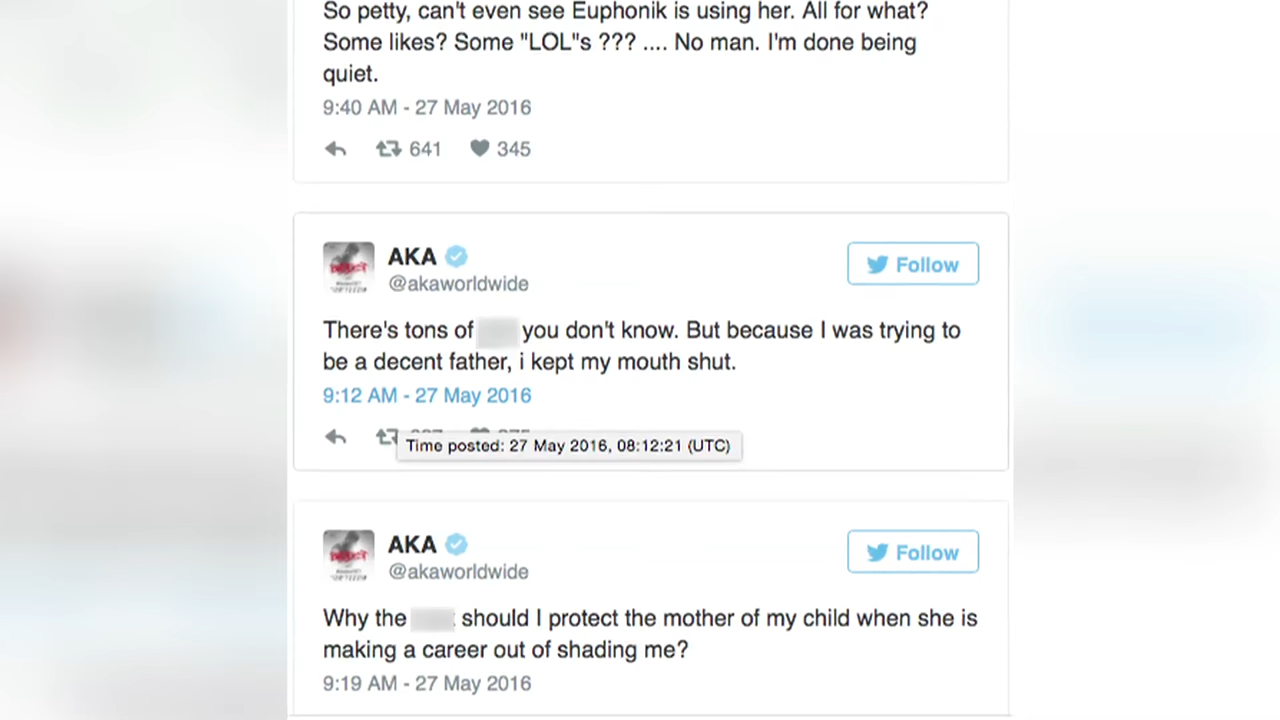 So petty, can't even see Euphonik is using her. All for what?
Some likes? Some "LOL"s ??? .... No man. I'm done being
quiet.
9:40 AM - 27 May 2016
641 345
AKA
@akaworldwide
Follow
There's tons of you don't know. But because I was trying to
be a decent father, i kept my mouth shut.
9:12 AM - 27 May 2016
Time posted: 27 May 2016, 08:12:21 (UTC)
AKA
@akaworldwide
Follow
Why the should I protect the mother of my child when she is
making a career out of shading me?
9:19 AM - 27 May 2016